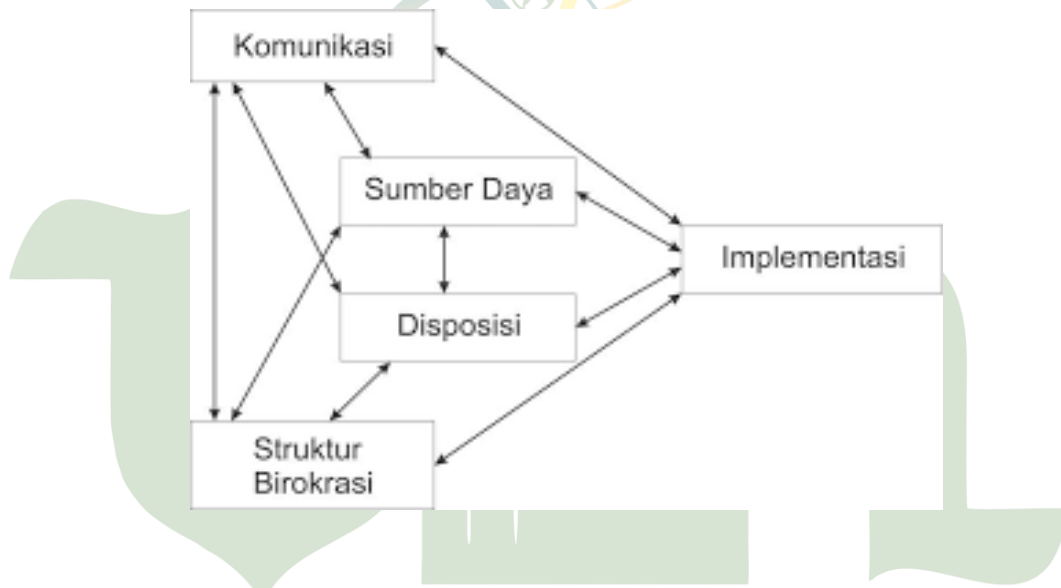 Komunikasi
Sumber Daya
Implementasi
Disposisi
Struktur
Birokrasi